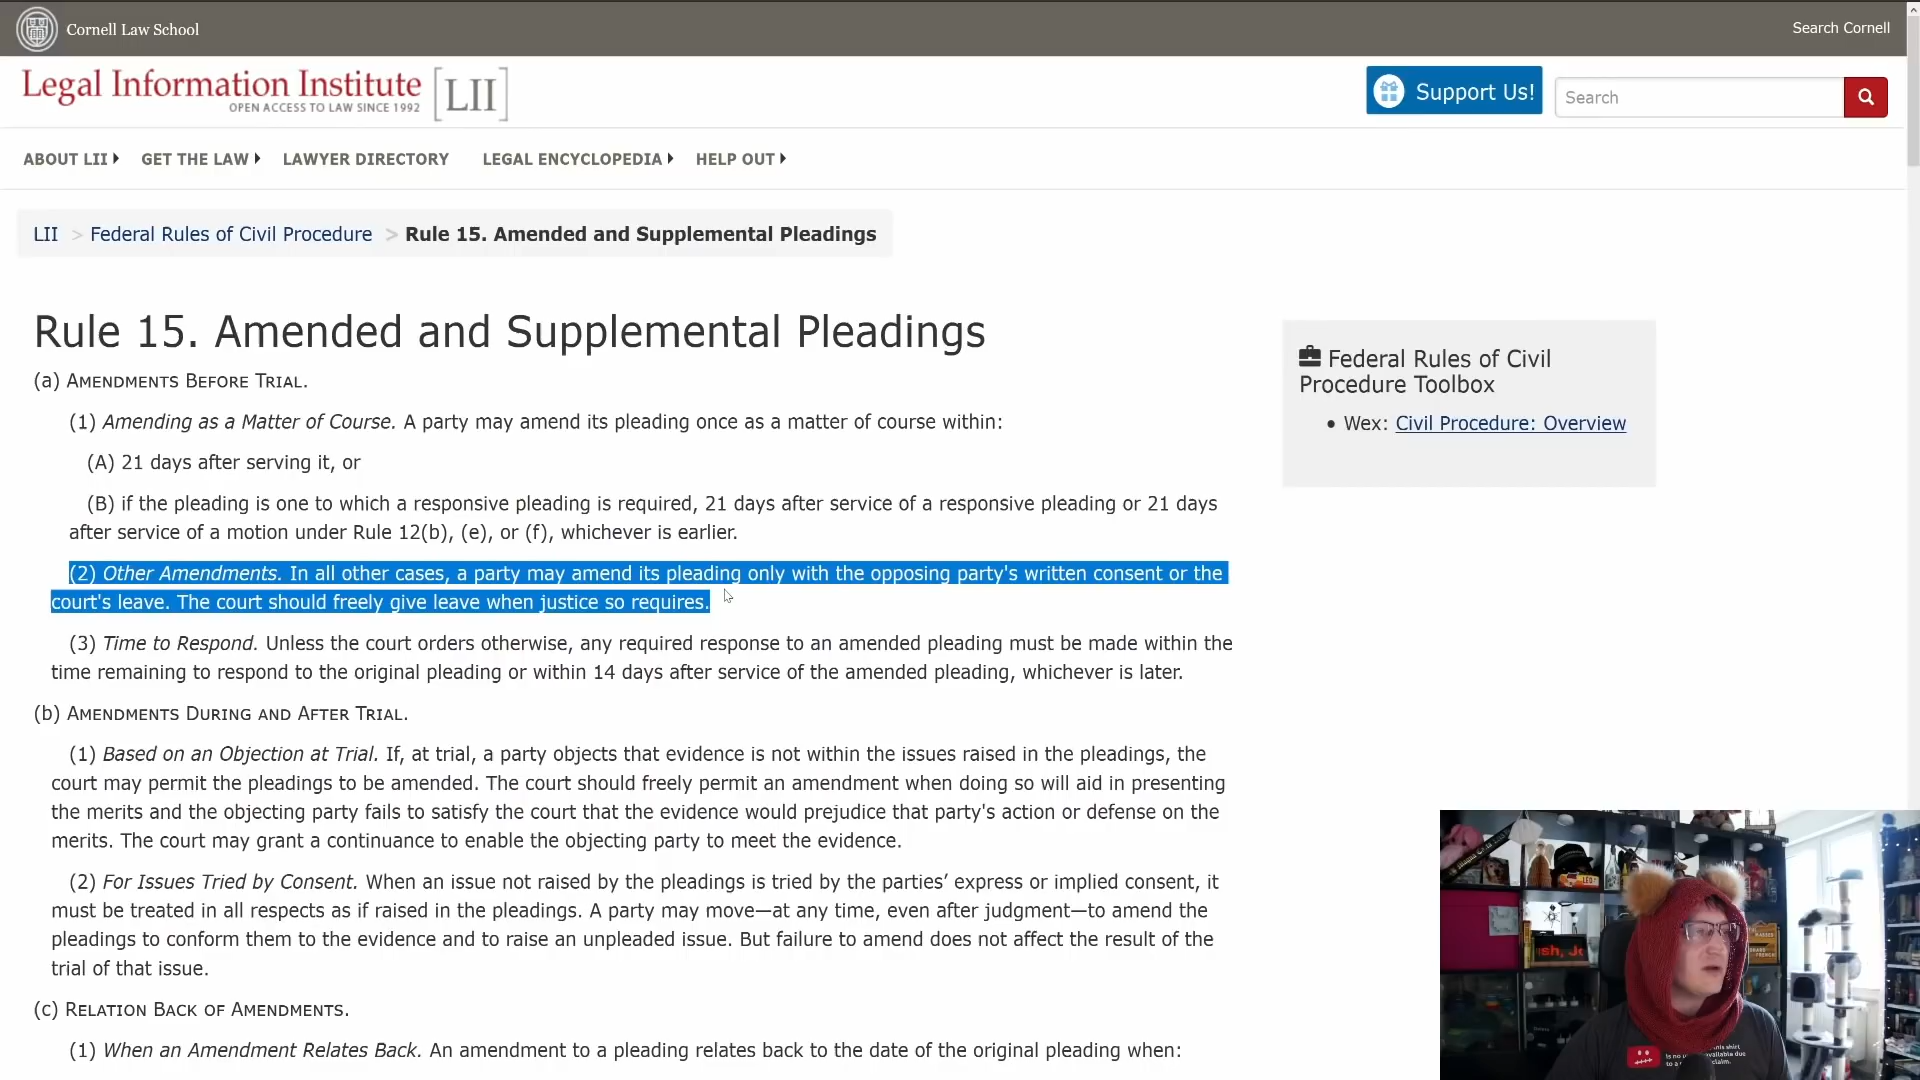 Cornell Law School
Search Cornell
Legal Information Institute [LII]
OPEN ACCESS TO LAW SINCE 1992
Support Us!
Search
ABOUT LII GET THE LAW LAWYER DIRECTORY LEGAL ENCYCLOPEDIA HELP OUT
LII > Federal Rules of Civil Procedure > Rule 15. Amended and Supplemental Pleadings
Rule 15. Amended and Supplemental Pleadings
(a) AMENDMENTS BEFORE TRIAL.
(1) Amending as a Matter of Course. A party may amend its pleading once as a matter of course within:
(A) 21 days after serving it, or
(B) if the pleading is one to which a responsive pleading is required, 21 days after service of a responsive pleading or 21 days
after service of a motion under Rule 12(b), (e), or (f), whichever is earlier.
(2) Other Amendments. In all other cases, a party may amend its pleading only with the opposing party's written consent or the
court's leave. The court should freely give leave when justice so requires.
(3) Time to Respond. Unless the court orders otherwise, any required response to an amended pleading must be made within the
time remaining to respond to the original pleading or within 14 days after service of the amended pleading, whichever is later.
(b) AMENDMENTS DURING AND AFTER TRIAL.
(1) Based on an Objection at Trial. If, at trial, a party objects that evidence is not within the issues raised in the pleadings, the
court may permit the pleadings to be amended. The court should freely permit an amendment when doing so will aid in presenting
the merits and the objecting party fails to satisfy the court that the evidence would prejudice that party's action or defense on the
merits. The court may grant a continuance to enable the objecting party to meet the evidence.
(2) For Issues Tried by Consent. When an issue not raised by the pleadings is tried by the parties’ express or implied consent, it
must be treated in all respects as if raised in the pleadings. A party may move—at any time, even after judgment—to amend the
pleadings to conform them to the evidence and to raise an unpleaded issue. But failure to amend does not affect the result of the
trial of that issue.
(c) RELATION BACK OF AMENDMENTS.
(1) When an Amendment Relates Back. An amendment to a pleading relates back to the date of the original pleading when:
Federal Rules of Civil
Procedure Toolbox
• Wex: Civil Procedure: Overview